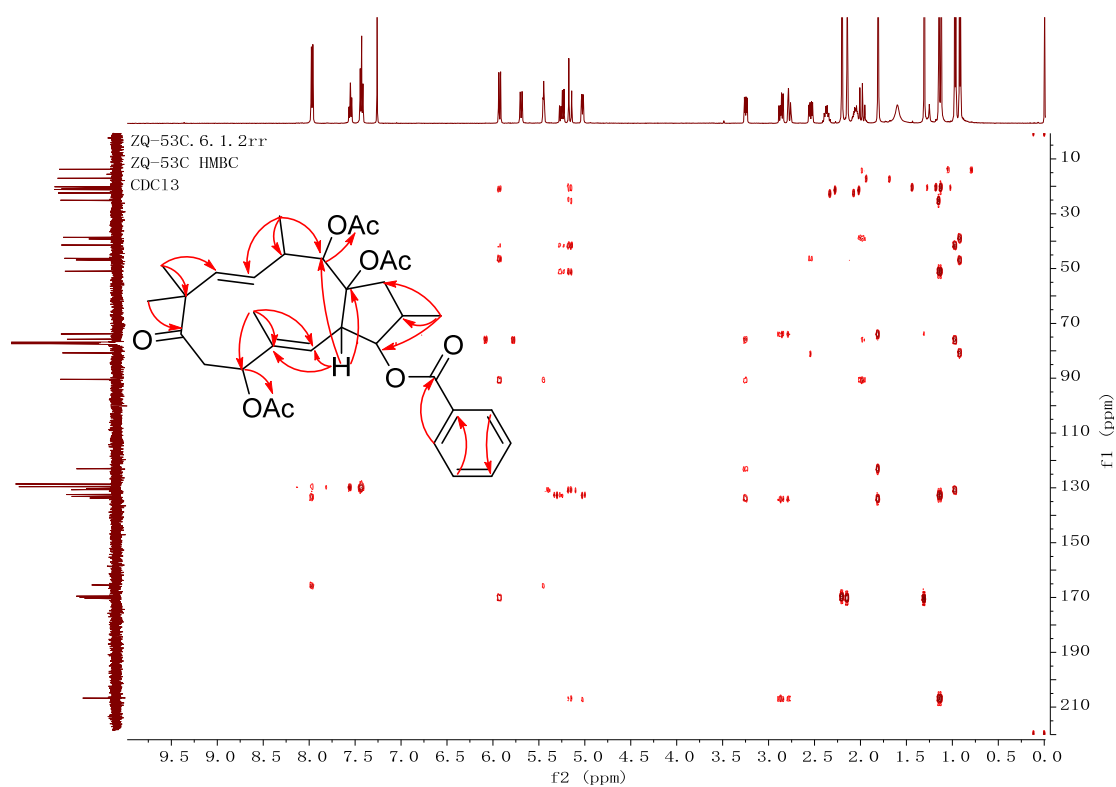 ZQ-53C. 6. 1. 2rr
ZQ-53C HMBC
CDCl3
10
30
50
70
90
110
130
150
170
190
210
f1 (ppm)
OAc
OAc
O
H
O
O
OAc
9.5 9.0 8.5 8.0 7.5 7.0 6.5 6.0 5.5 5.0 4.5 4.0 3.5 3.0 2.5 2.0 1.5 1.0 0.5 0.0
f2 (ppm)